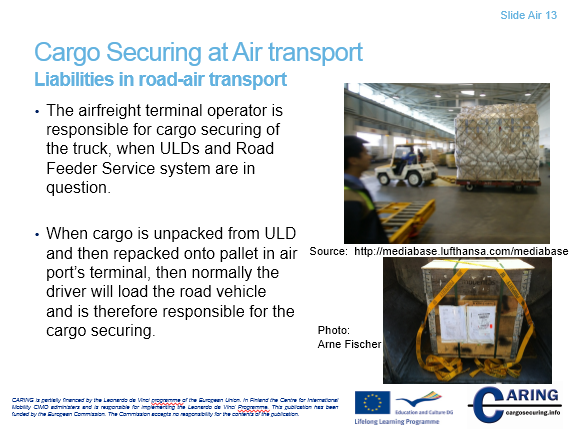 Slide Air 13
Cargo Securing at Air transport
Liabilities in road-air transport
• The airfreight terminal operator is
responsible for cargo securing of
the truck, when ULDs and Road
Feeder Service system are in
question.
• When cargo is unpacked from ULD
and then repacked onto pallet in air
port's terminal, then normally the
driver will load the road vehicle
and is therefore responsible for the
cargo securing.
Source: http://mediabase.lufthansa.com/mediabase
Photo:
Arne Fischer
CARING is partially financed by the Leonardo da Vinci programme of the European Union. In Finland the Centre for International
Mobility CIMO administers and is responsible for implementing the Leonardo da Vinci Programme. This publication has been
funded by the European Commission. The Commission accepts no responsibility for the contents of the publication.
Education and Culture DG
Lifelong Learning Programme
CARING
cargosecuring.info